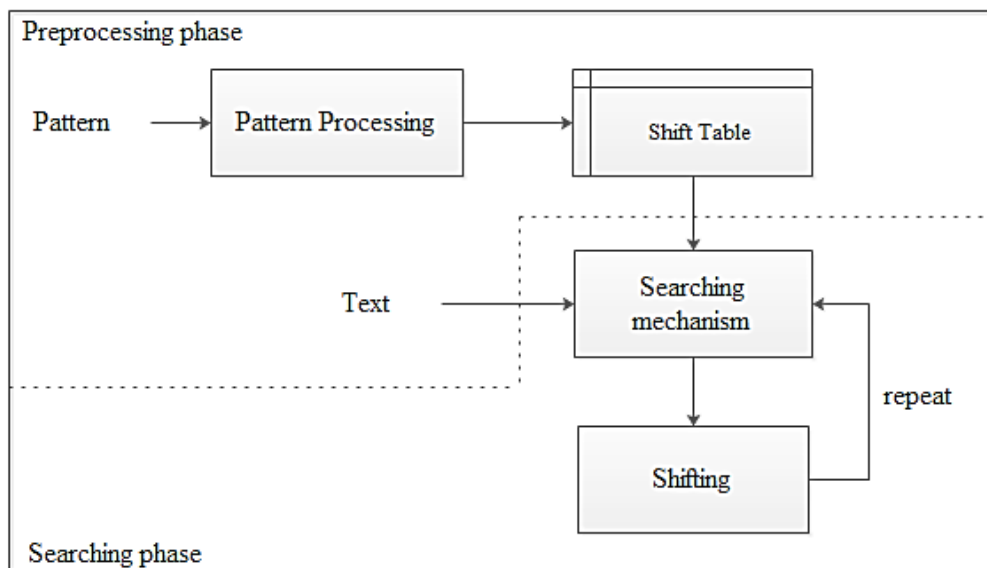 Preprocessing phase
Pattern
Pattern Processing
Shift Table
Text
Searching
mechanism
repeat
Shifting
Searching phase